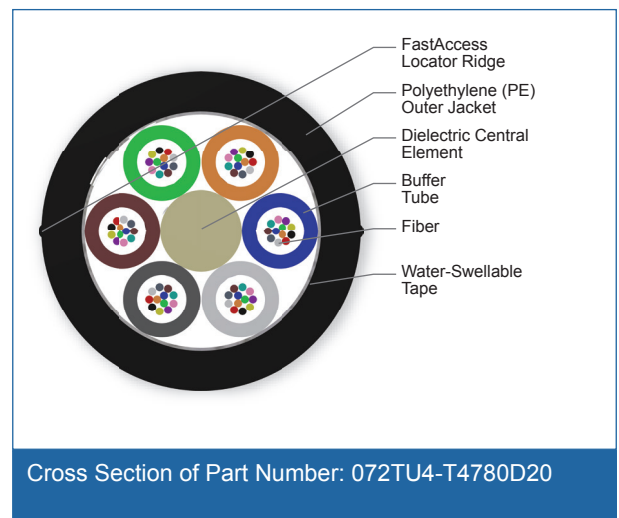 FastAccess
Locator Ridge
Polyethylene (PE)
Outer Jacket
Dielectric Central
Element
Buffer
Tube
Fiber
Water-Swellable
Tape
Cross Section of Part Number: 072TU4-T4780D20